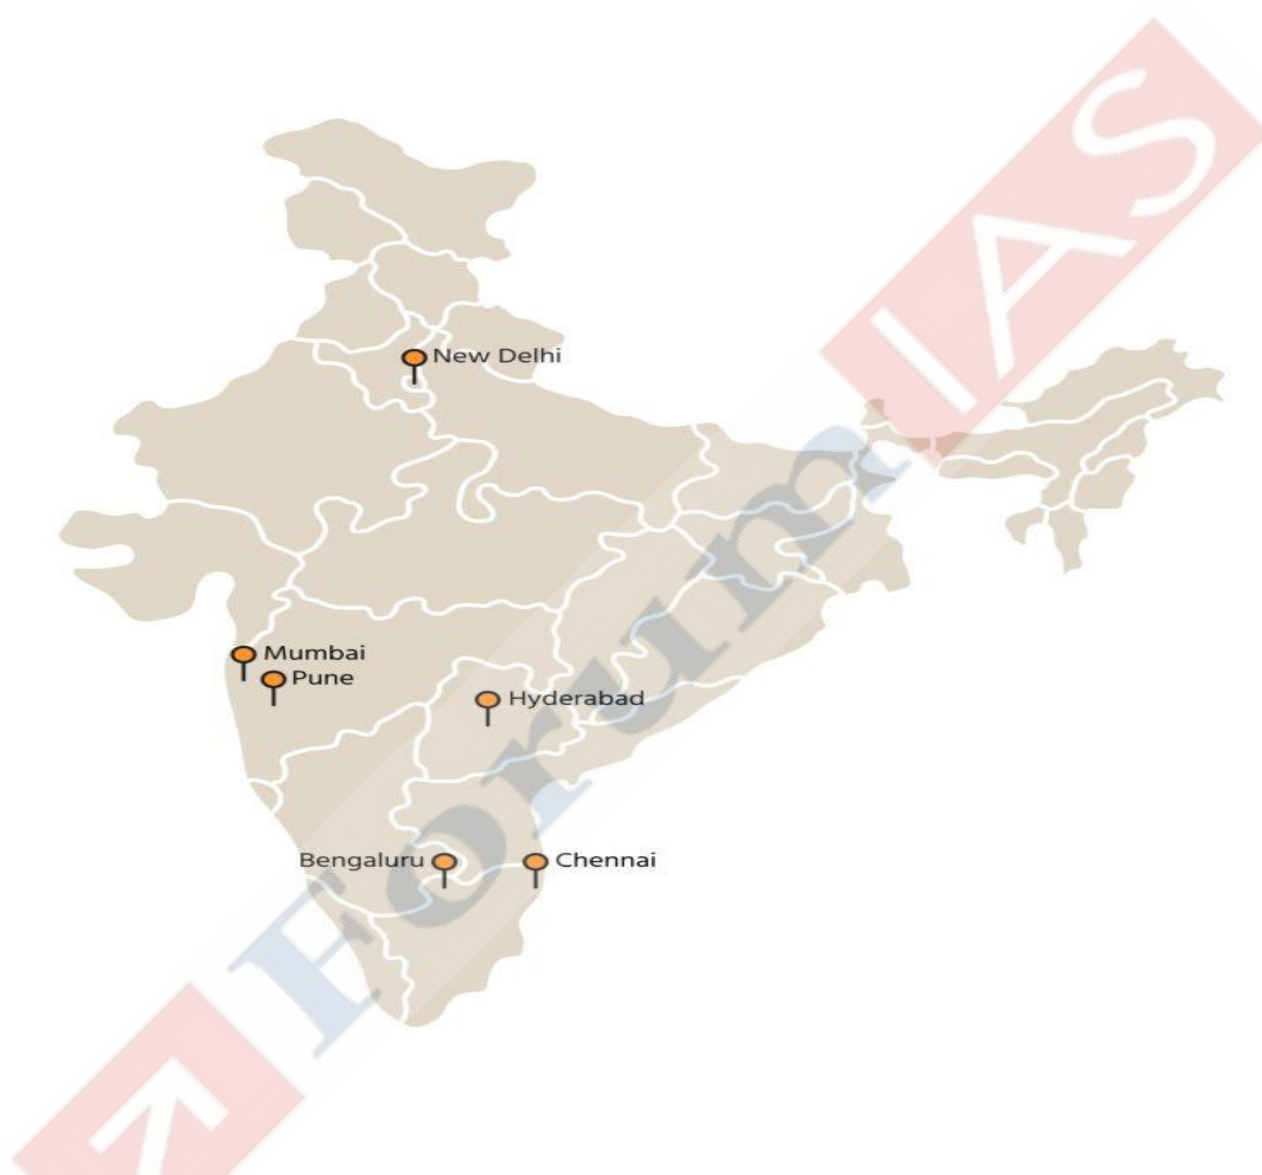 New Delhi
Mumbai
Pune
Hyderabad
Bengaluru
Chennai
Forum IAS